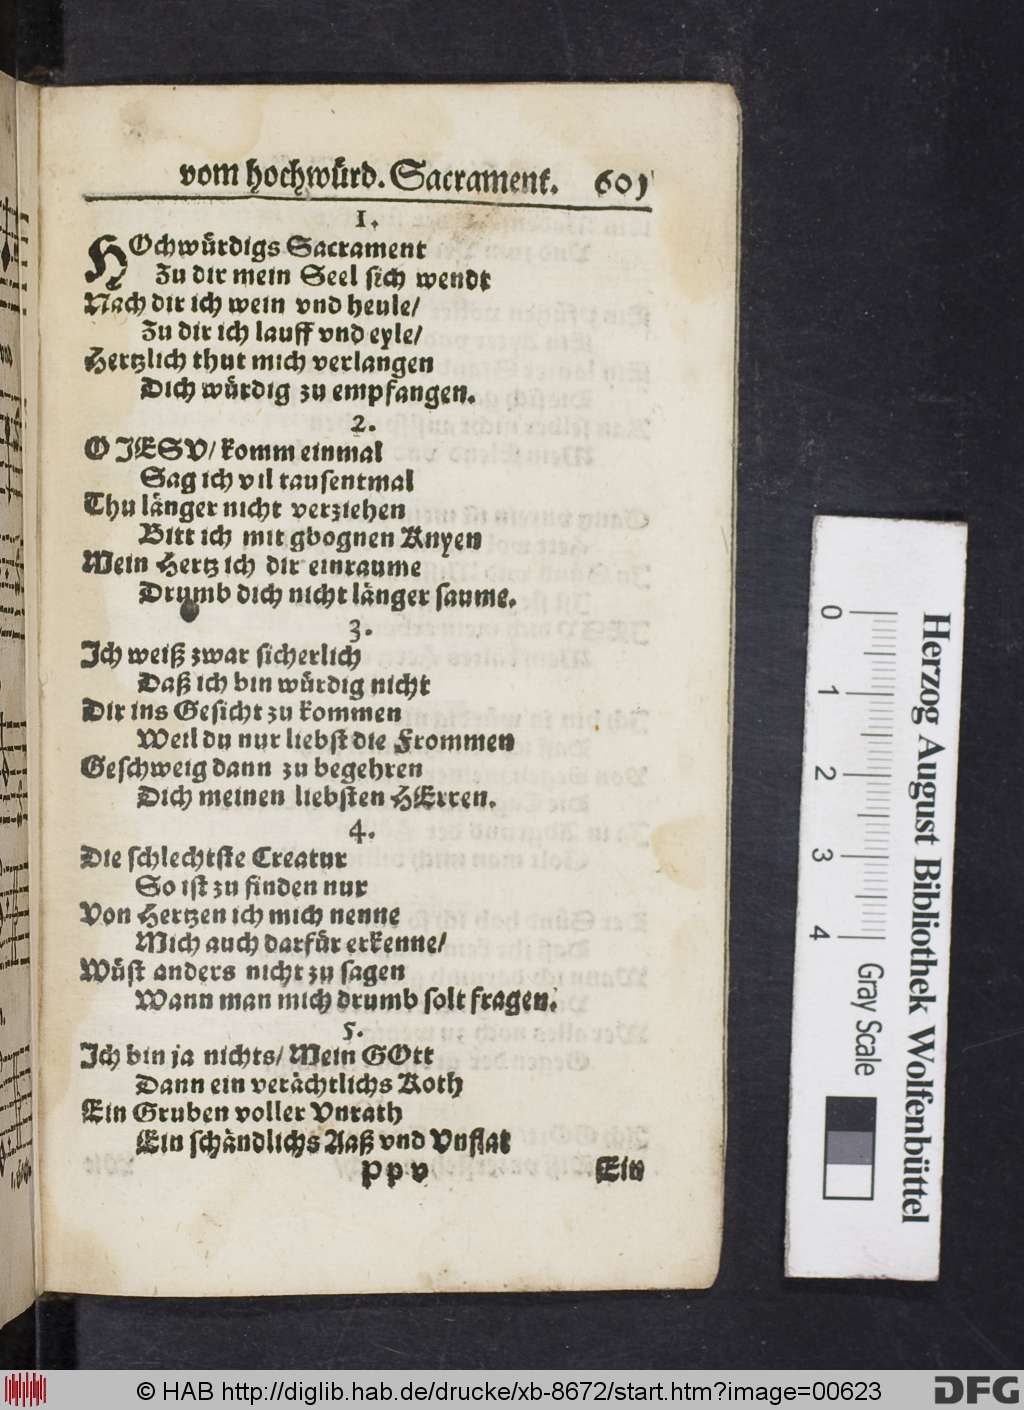 vom hochwürd. Sacrament. 601
1.
HOchwürdigs Sacrament
Zu dir mein Seel sich wendt
Nach dir ich wein vnd heule/
Zu dir ich lauff vnd eyle/
Hertzlich thut mich verlangen
Dich würdig zu empfangen.
2.
O JESV/ komm einmal
Sag ich vil tausentmal
Thu länger nicht verziehen
Bitt ich mit gbognen Knyen
Mein Hertz ich dir einraume
Drumb dich nicht länger saume.
3.
Ich weiß zwar sicherlich
Daß ich bin würdig nicht
Dir ins Gesicht zu kommen
Weil du nur liebst die Frommen
Geschweig dann zu begehren
Dich meinen liebsten HErren.
4.
Die schlechtste Creatur
So ist zu finden nur
Von Hertzen ich mich nenne
Mich auch darfür erkenne/
Wüst anders nicht zu sagen
Wann man mich drumb solt fragen.
5.
Ich bin ja nichts/ Mein GOtt
Dann ein verächtlichs Koth
Ein Gruben voller Vnrath
Ein schändlichs Aaß vnd Vnflat
Pp v Ein
Herzog August Bibliothek Wolfenbüttel
0 1 2 3 4 Gray Scale
© HAB http://diglib.hab.de/drucke/xb-8672/start.htm?image=00623
DFG